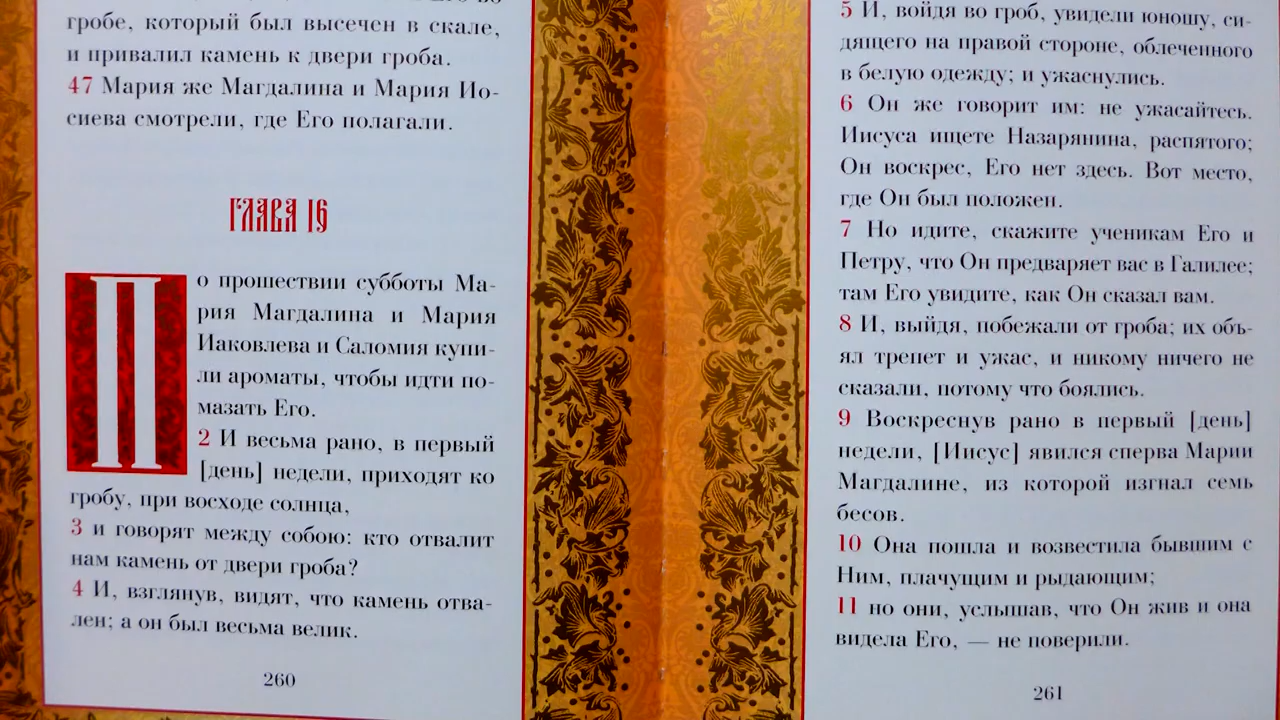 гробе, который был высечен в скале,
и привалил камень к двери гроба.
47 Мария же Магдалина и Мария Ио-
сиева смотрели, где Его полагали.
ГЛАВА 16
По прошествии субботы Ма-
рия Магдалина и Мария
Иаковлева и Саломия купи-
ли ароматы, чтобы идти по-
мазать Его.
2 И весьма рано, в первый
[день] недели, приходят ко
гробу, при восходе солнца,
3 и говорят между собою: кто отвалит
нам камень от двери гроба?
4 И, взглянув, видят, что камень отва-
лен; а он был весьма велик.
260
5 И, войдя во гроб, увидели юношу, си-
дящего на правой стороне, облеченного
в белую одежду; и ужаснулись.
6 Он же говорит им: не ужасайтесь.
Иисуса ищете Назарянина, распятого;
Он воскрес, Его нет здесь. Вот место,
где Он был положен.
7 Но идите, скажите ученикам Его и
Петру, что Он предваряет вас в Галилее;
там Его увидите, как Он сказал вам.
8 И, выйдя, побежали от гроба; их объ-
ял трепет и ужас, и никому ничего не
сказали, потому что боялись.
9 Воскреснув рано в первый [день]
недели, [Иисус] явился сперва Марии
Магдалине, из которой изгнал семь
бесов.
10 Она пошла и возвестила бывшим с
Ним, плачущим и рыдающим;
11 но они, услышав, что Он жив и она
видела Его, — не поверили.
261